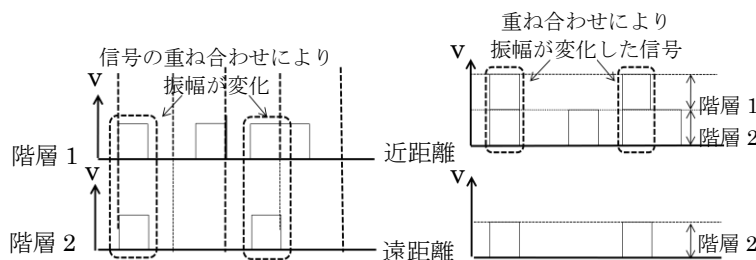 信号の重ね合わせにより
振幅が変化
V
階層 1
V
階層 2
重ね合わせにより
振幅が変化した信号
V
階層 1
階層 2
近距離
V
階層 2
遠距離